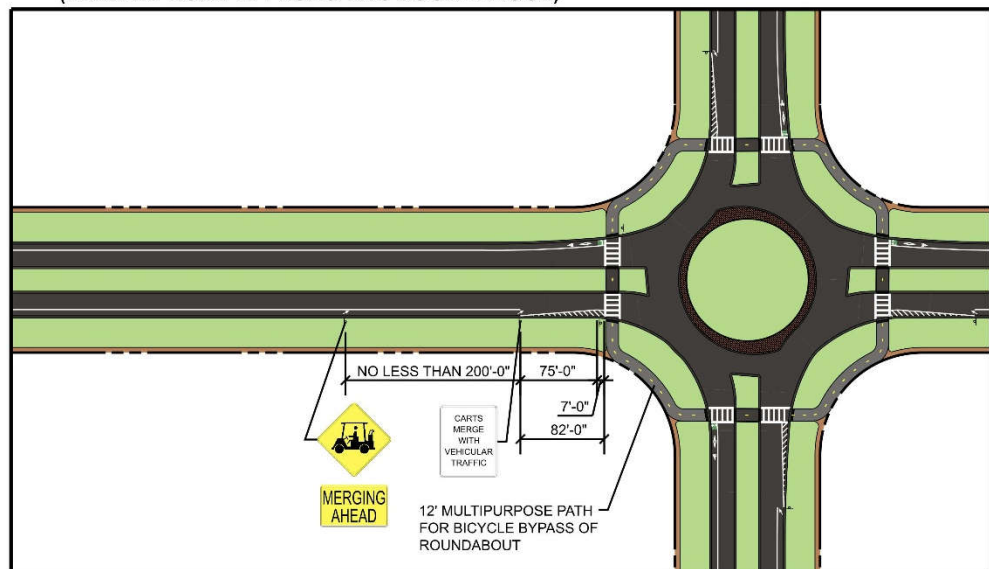 NO LESS THAN 200'-0"
75'-0"
7'-0"
82'-0"
CARTS
MERGE
WITH
VEHICULAR
TRAFFIC
MERGING
AHEAD
12' MULTIPURPOSE PATH
FOR BICYCLE BYPASS OF
ROUNDABOUT